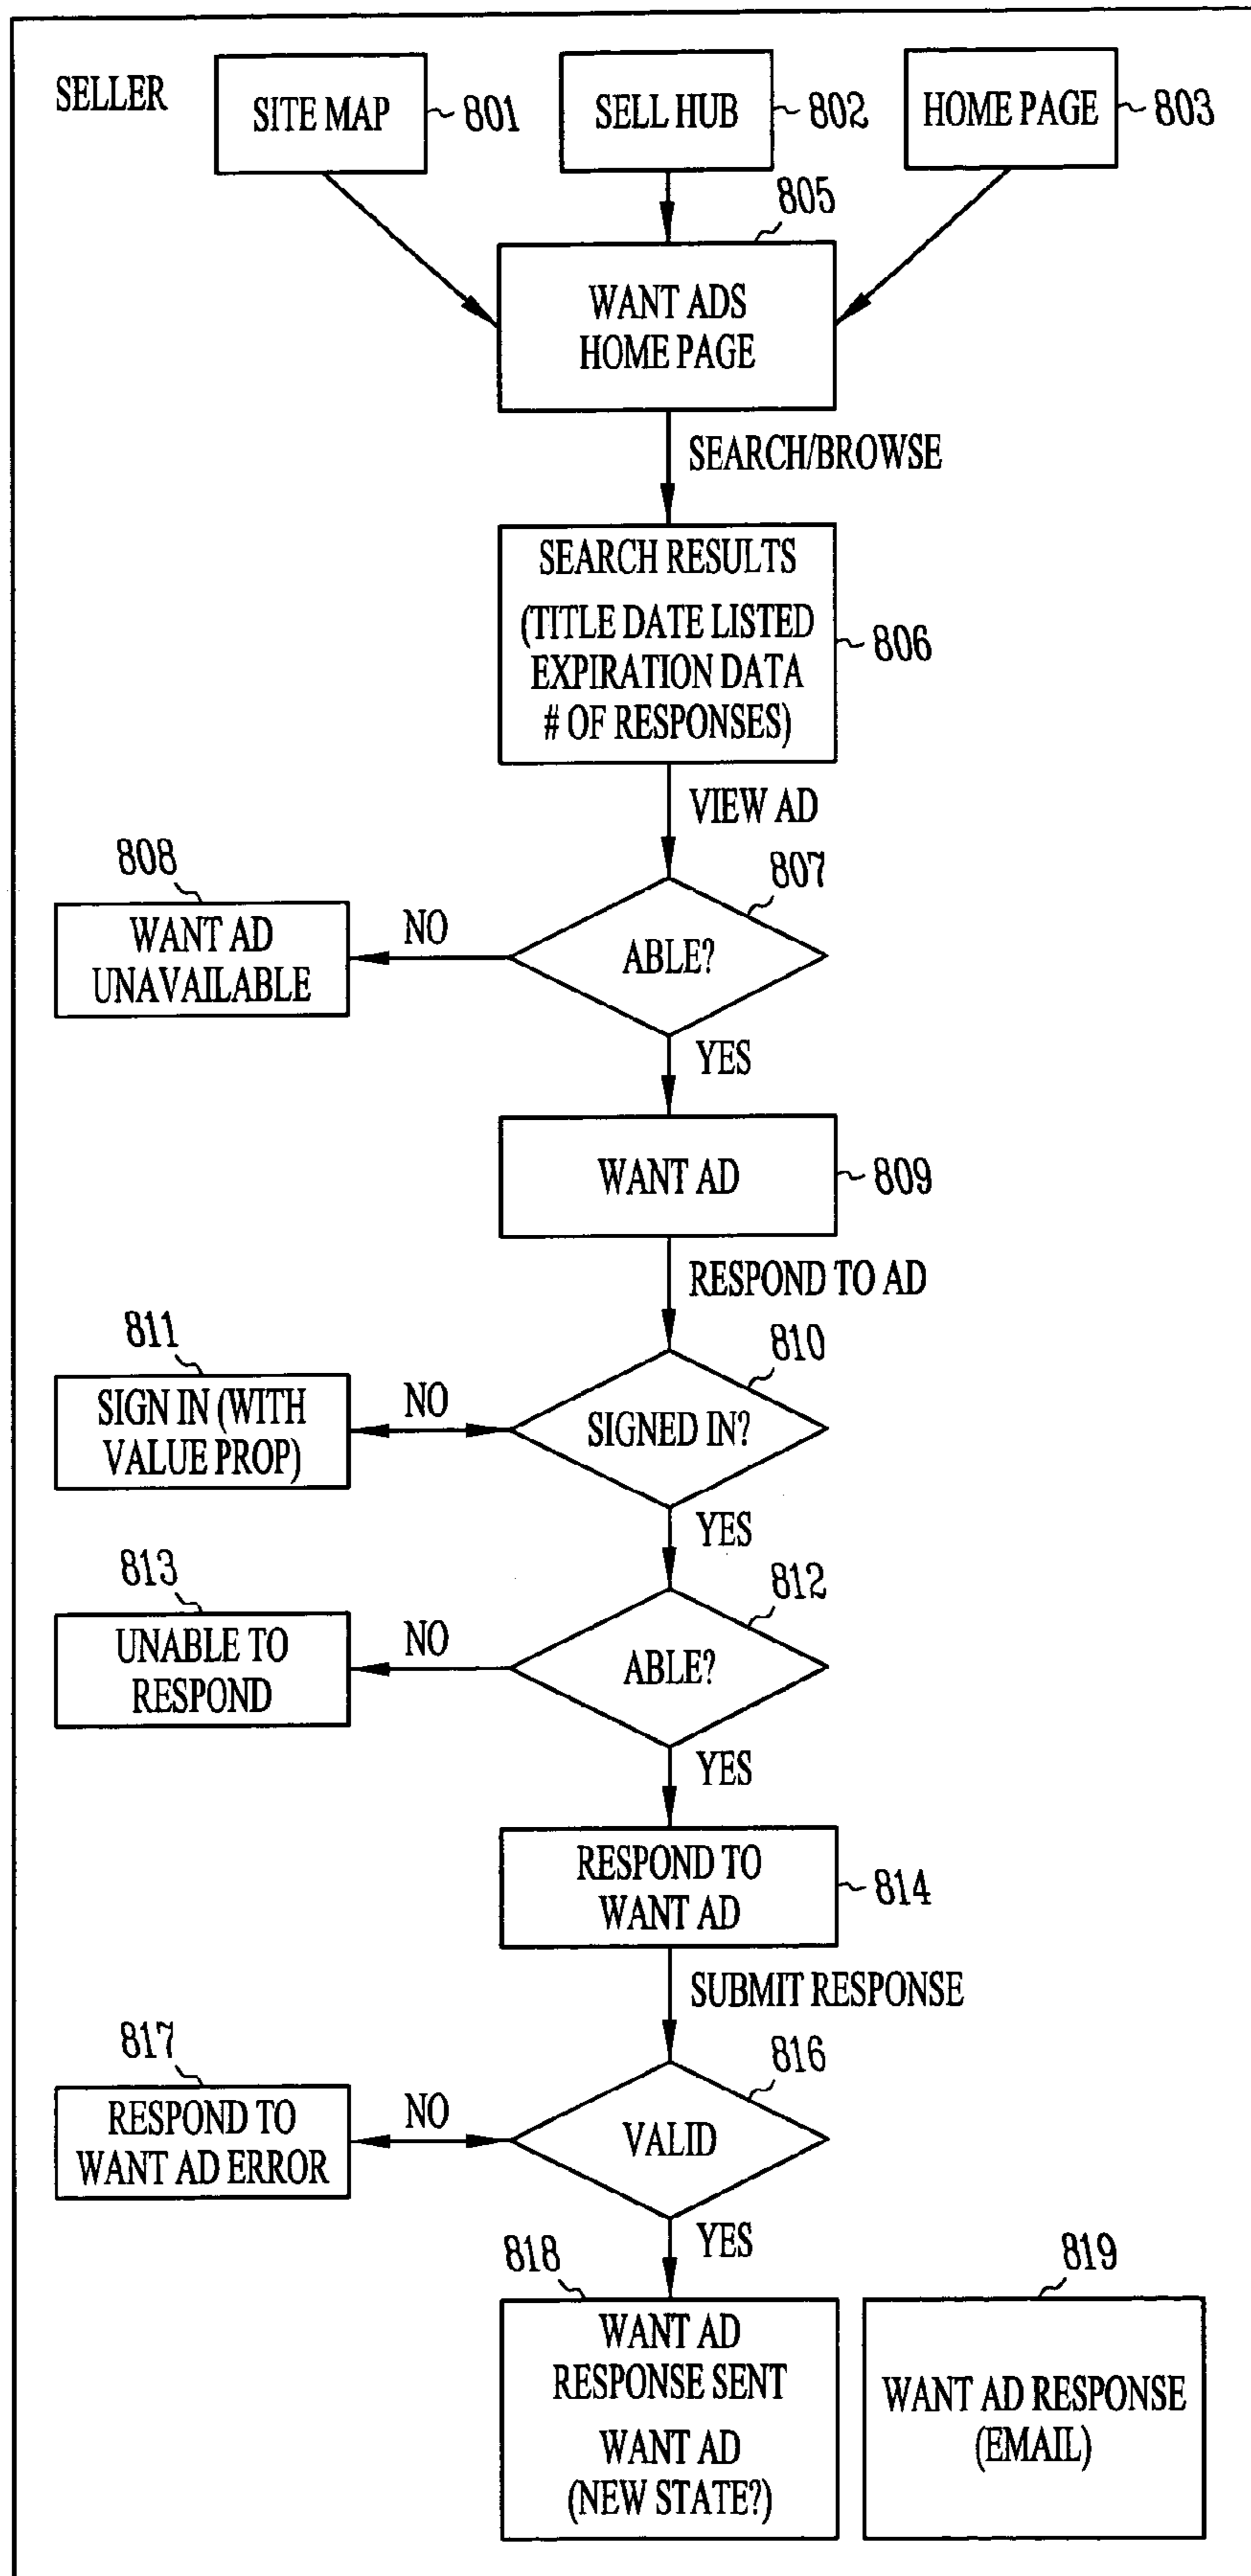 SELLER
SITE MAP
801
SELL HUB
802
HOME PAGE
803
805
WANT ADS
HOME PAGE
SEARCH/BROWSE
SEARCH RESULTS
(TITLE DATE LISTED
EXPIRATION DATA
# OF RESPONSES)
806
VIEW AD
807
ABLE?
NO
808
WANT AD
UNAVAILABLE
YES
WANT AD
809
RESPOND TO AD
810
SIGNED IN?
NO
811
SIGN IN (WITH
VALUE PROP)
YES
812
ABLE?
NO
813
UNABLE TO
RESPOND
YES
RESPOND TO
WANT AD
814
SUBMIT RESPONSE
816
VALID
NO
817
RESPOND TO
WANT AD ERROR
YES
818
WANT AD
RESPONSE SENT
WANT AD
(NEW STATE?)
819
WANT AD RESPONSE
(EMAIL)